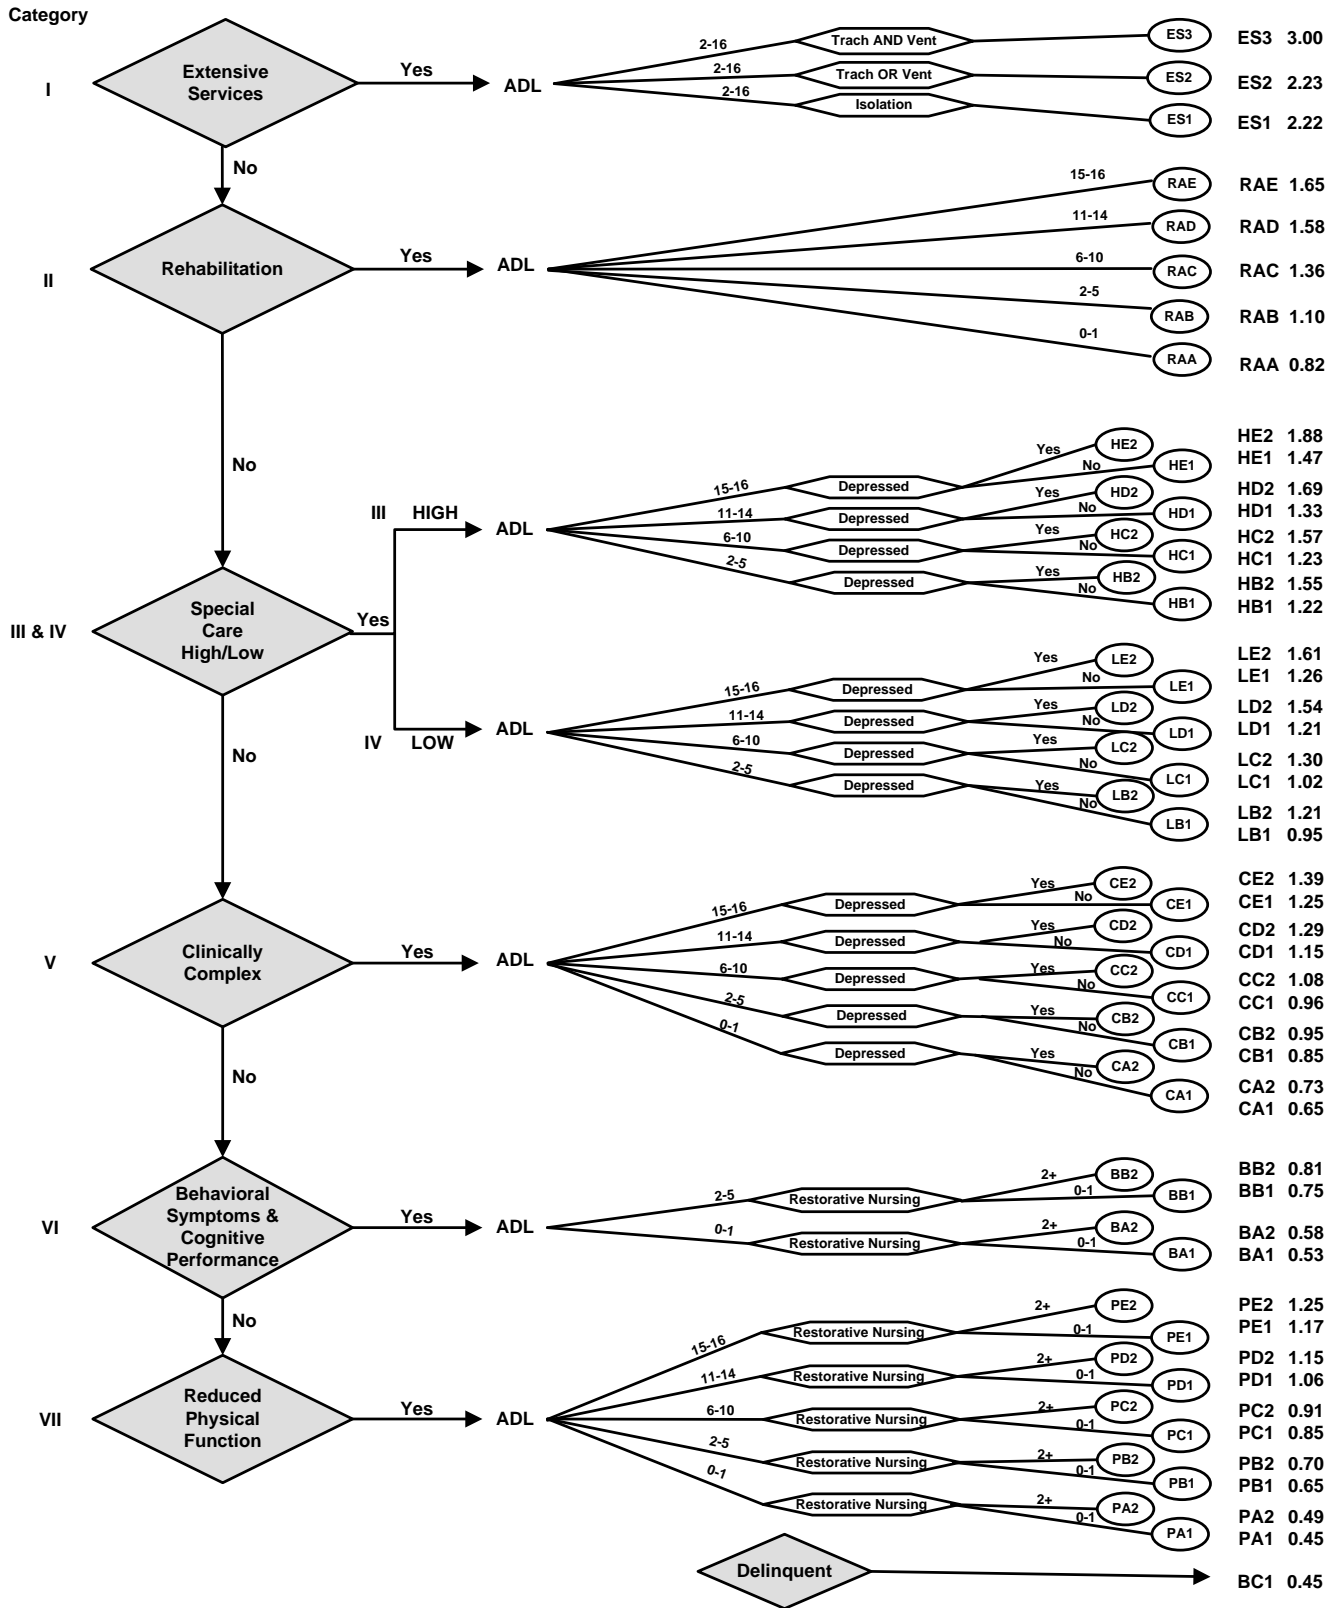 Category
I
Extensive
Services
Yes
No
ADL
2-16
Trach AND Vent
ES3
ES3 3.00
2-16
Trach OR Vent
ES2
ES2 2.23
2-16
Isolation
ES1
ES1 2.22
II
Rehabilitation
Yes
No
ADL
15-16
RAE
RAE 1.65
11-14
RAD
RAD 1.58
6-10
RAC
RAC 1.36
2-5
RAB
RAB 1.10
0-1
RAA
RAA 0.82
III & IV
Special
Care
High/Low
Yes
No
III HIGH
ADL
15-16
Depressed
Yes
HE2
No
HE1
HE2 1.88
HE1 1.47
11-14
Depressed
Yes
HD2
No
HD1
HD2 1.69
HD1 1.33
6-10
Depressed
Yes
HC2
No
HC1
HC2 1.57
HC1 1.23
2-5
Depressed
Yes
HB2
No
HB1
HB2 1.55
HB1 1.22
IV LOW
ADL
15-16
Depressed
Yes
LE2
No
LE1
LE2 1.61
LE1 1.26
11-14
Depressed
Yes
LD2
No
LD1
LD2 1.54
LD1 1.21
6-10
Depressed
Yes
LC2
No
LC1
LC2 1.30
LC1 1.02
2-5
Depressed
Yes
LB2
No
LB1
LB2 1.21
LB1 0.95
V
Clinically
Complex
Yes
No
ADL
15-16
Depressed
Yes
CE2
No
CE1
CE2 1.39
CE1 1.25
11-14
Depressed
Yes
CD2
No
CD1
CD2 1.29
CD1 1.15
6-10
Depressed
Yes
CC2
No
CC1
CC2 1.08
CC1 0.96
2-5
Depressed
Yes
CB2
No
CB1
CB2 0.95
CB1 0.85
0-1
Depressed
Yes
CA2
No
CA1
CA2 0.73
CA1 0.65
VI
Behavioral
Symptoms &
Cognitive
Performance
Yes
No
ADL
2-5
Restorative Nursing
2+
BB2
0-1
BB1
BB2 0.81
BB1 0.75
0-1
Restorative Nursing
2+
BA2
0-1
BA1
BA2 0.58
BA1 0.53
VII
Reduced
Physical
Function
Yes
ADL
15-16
Restorative Nursing
2+
PE2
0-1
PE1
PE2 1.25
PE1 1.17
11-14
Restorative Nursing
2+
PD2
0-1
PD1
PD2 1.15
PD1 1.06
6-10
Restorative Nursing
2+
PC2
0-1
PC1
PC2 0.91
PC1 0.85
2-5
Restorative Nursing
2+
PB2
0-1
PB1
PB2 0.70
PB1 0.65
0-1
Restorative Nursing
2+
PA2
0-1
PA1
PA2 0.49
PA1 0.45
Delinquent
BC1 0.45